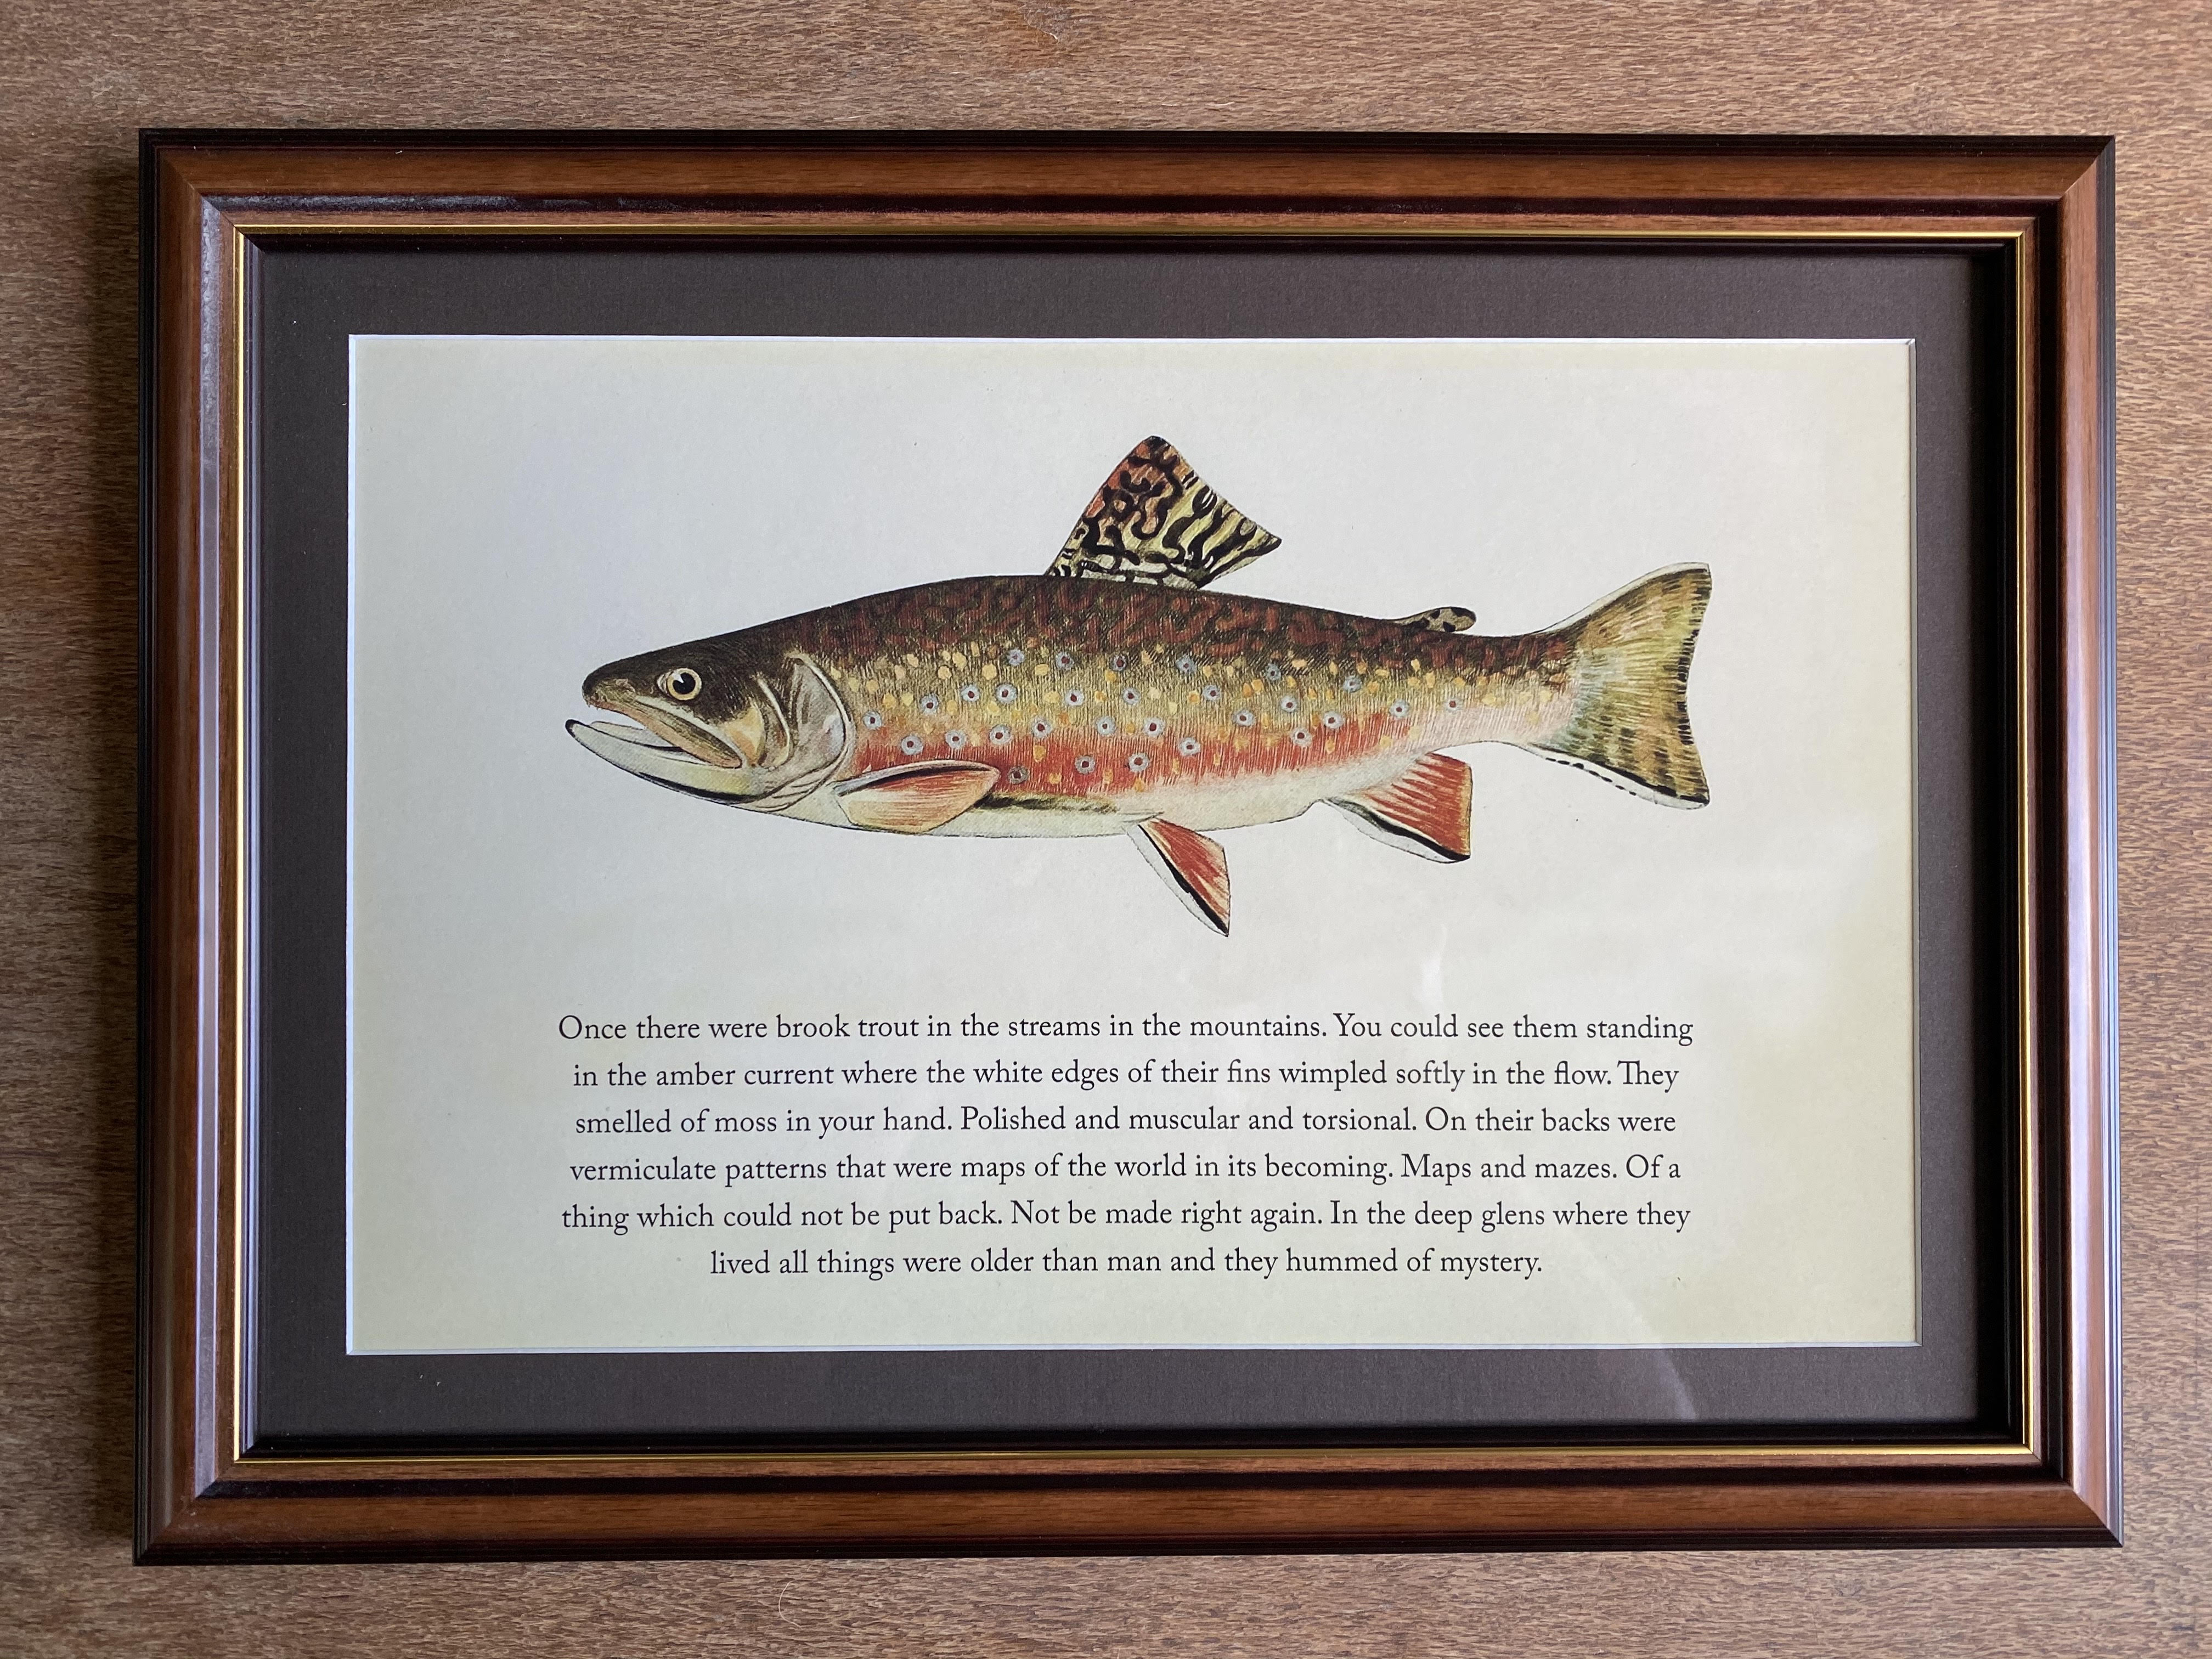 Once there were brook trout in the streams in the mountains. You could see them standing
in the amber current where the white edges of their fins wimpled softly in the flow. They
smelled of moss in your hand. Polished and muscular and torsional. On their backs were
vermiculate patterns that were maps of the world in its becoming. Maps and mazes. Of a
thing which could not be put back. Not be made right again. In the deep glens where they
lived all things were older than man and they hummed of mystery.